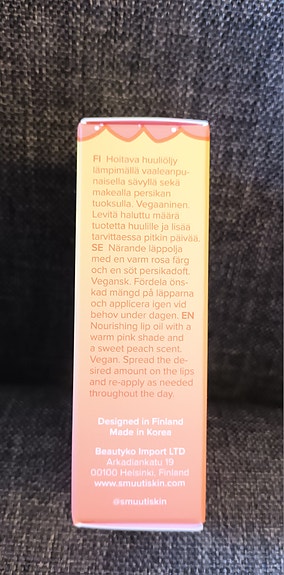 FI Hoitava huuliöljy
lämpimällä vaaleanpu-
naisella sävyllä sekä
makealla persikan
tuoksulla. Vegaaninen.
Levitä haluttu määrä
tuotetta huulille ja lisää
tarvittaessa pitkin päivää.
SE Närande läppolja
med en varm rosa färg
och en söt persikadoft.
Vegansk. Fördela öns-
kad mängd på läpparna
och applicera igen vid
behov under dagen. EN
Nourishing lip oil with a
warm pink shade and
a sweet peach scent.
Vegan. Spread the de-
sired amount on the lips
and re-apply as needed
throughout the day.
Designed in Finland
Made in Korea
Beautyko Import LTD
Arkadiankatu 19
00100 Helsinki, Finland
www.smuutiskin.com
@smuutiskin